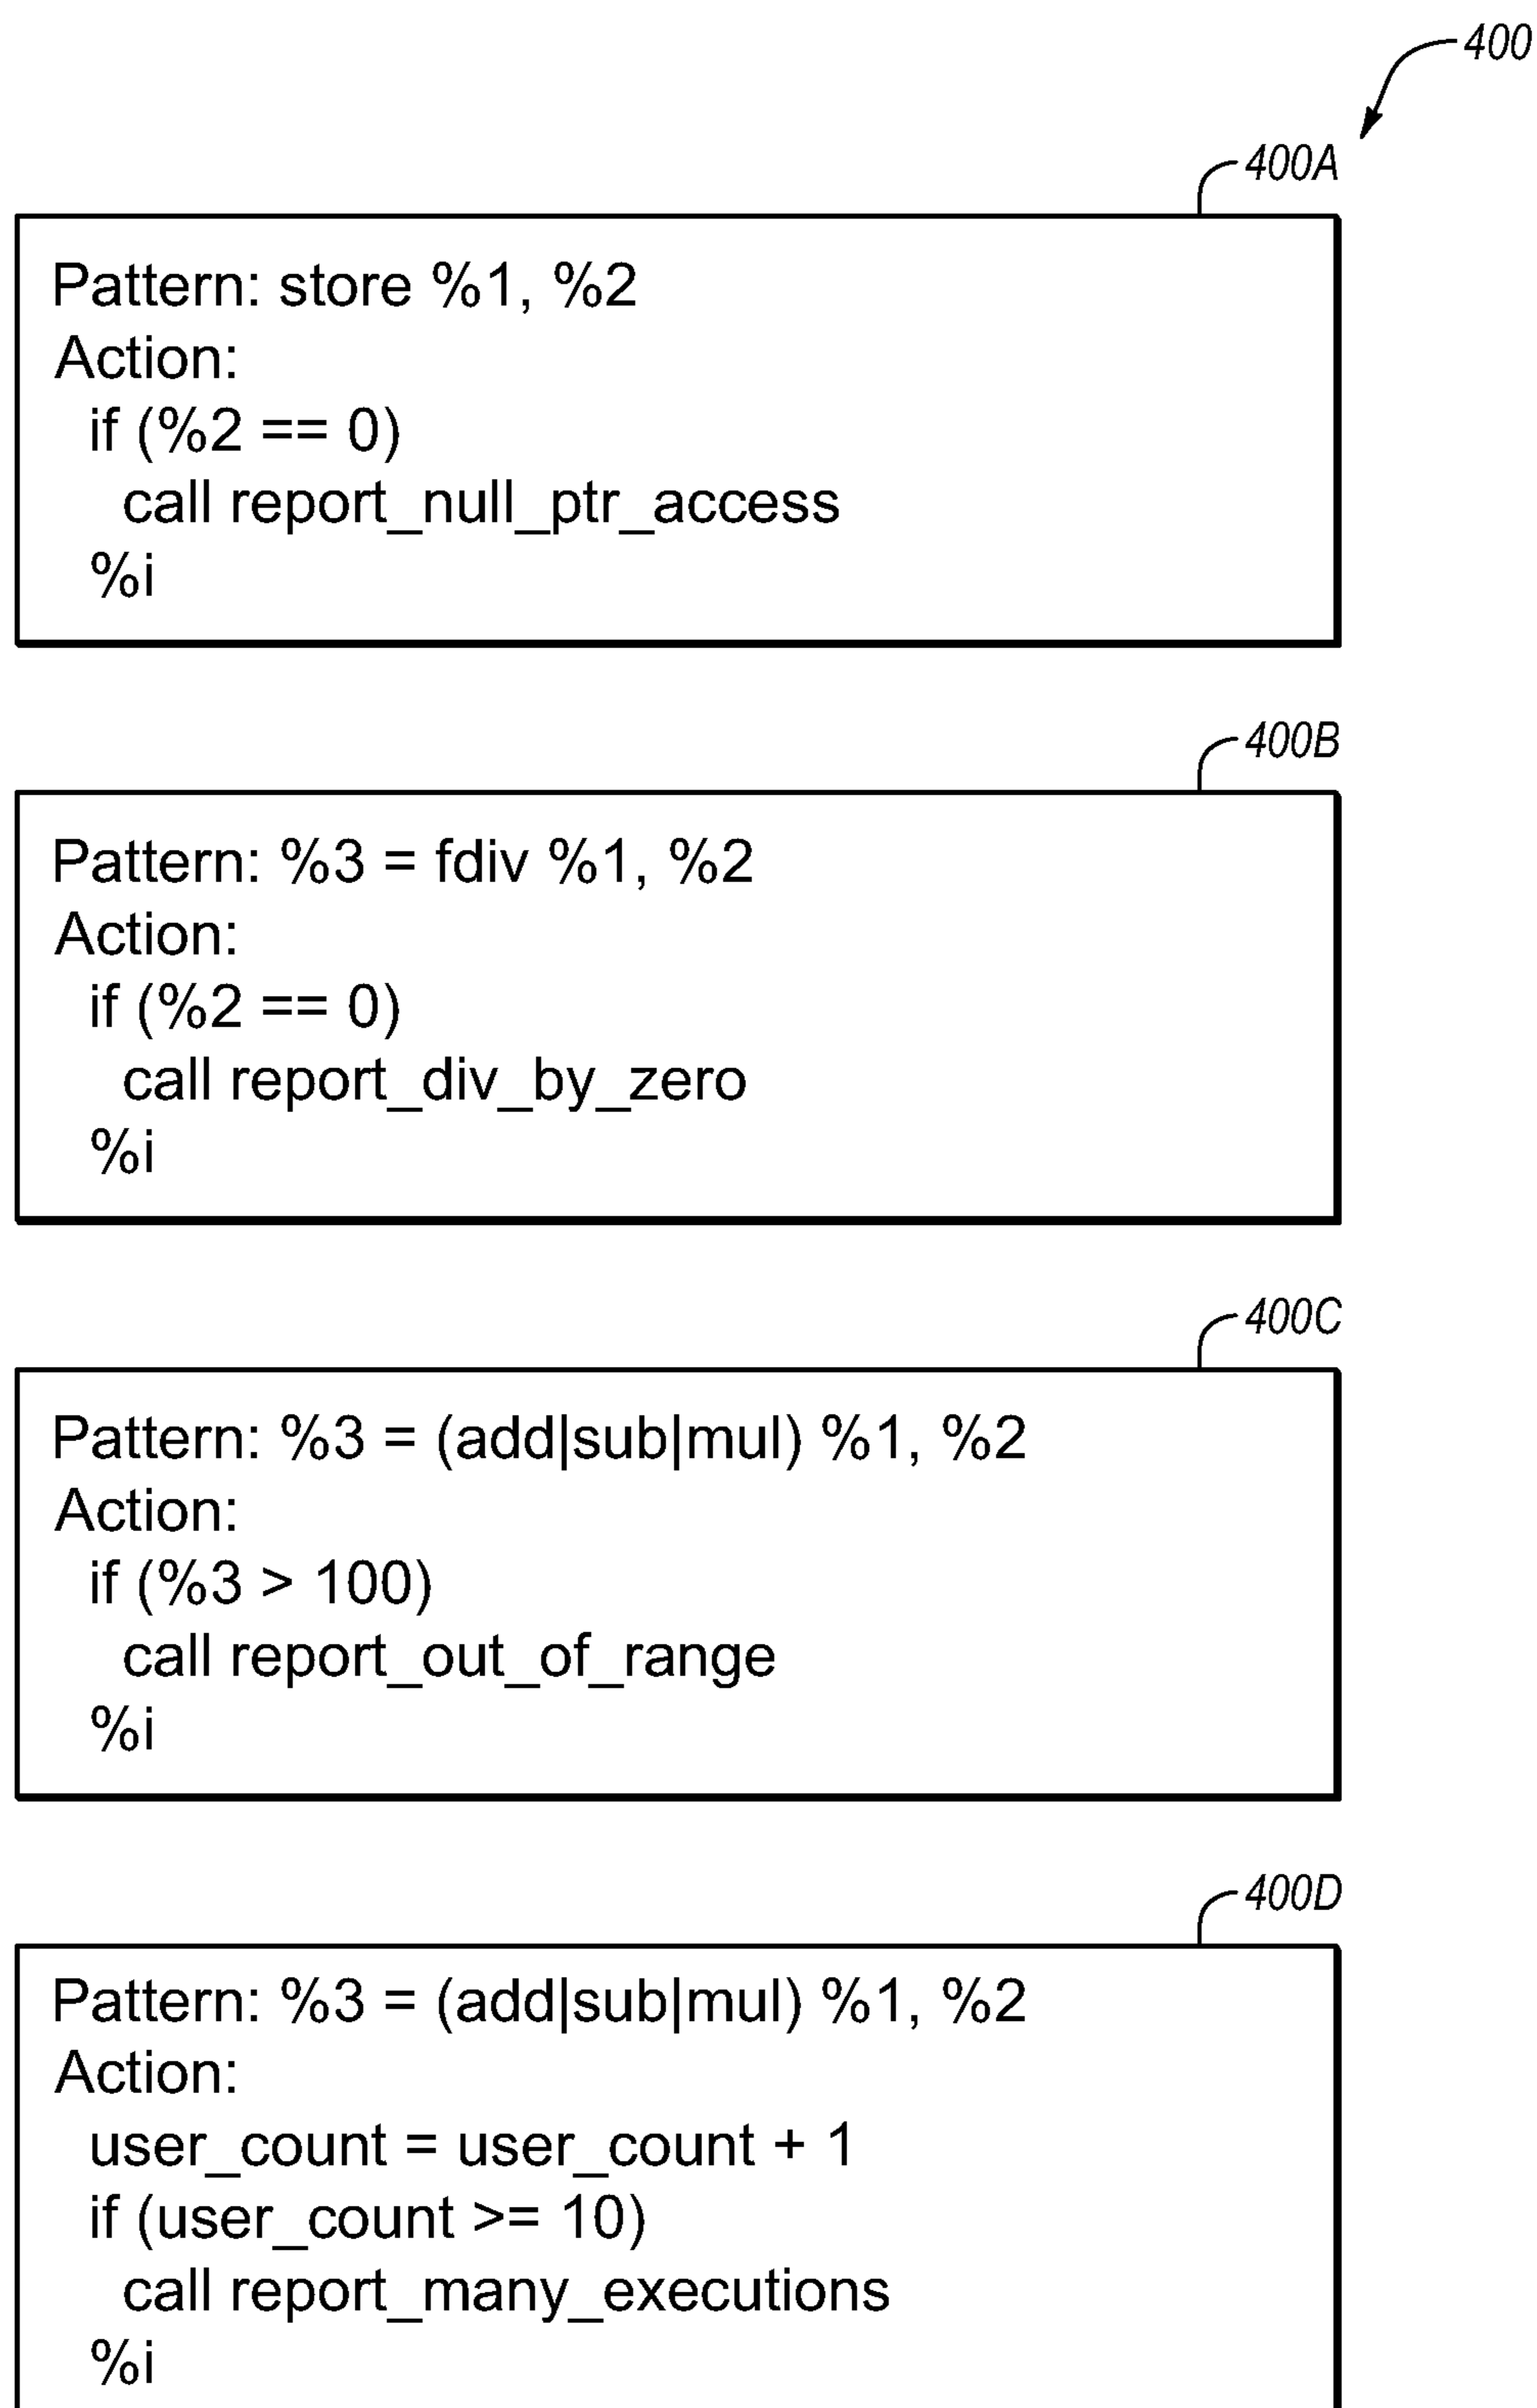 400
400A
Pattern: store %1, %2
Action:
if (%2 == 0)
call report_null_ptr_access
%i
400B
Pattern: %3 = fdiv %1, %2
Action:
if (%2 == 0)
call report_div_by_zero
%i
400C
Pattern: %3 = (add|sub|mul) %1, %2
Action:
if (%3 > 100)
call report_out_of_range
%i
400D
Pattern: %3 = (add|sub|mul) %1, %2
Action:
user_count = user_count + 1
if (user_count >= 10)
call report_many_executions
%i